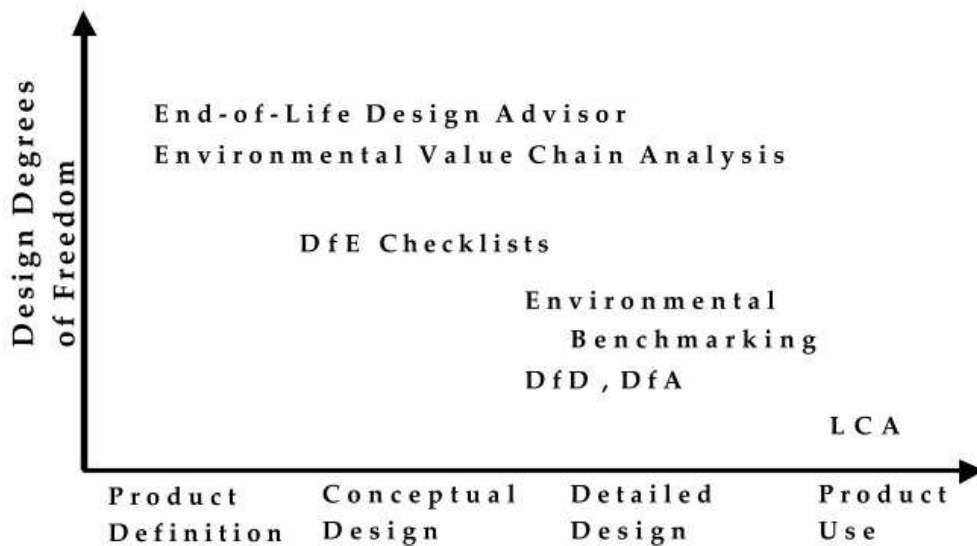 Design Degrees
of Freedom
End-of-Life Design Advisor
Environmental Value Chain Analysis
DfE Checklists
Environmental
Benchmarking
DfD , DfA
LCA
Product
Definition
Conceptual
Design
Detailed
Design
Product
Use